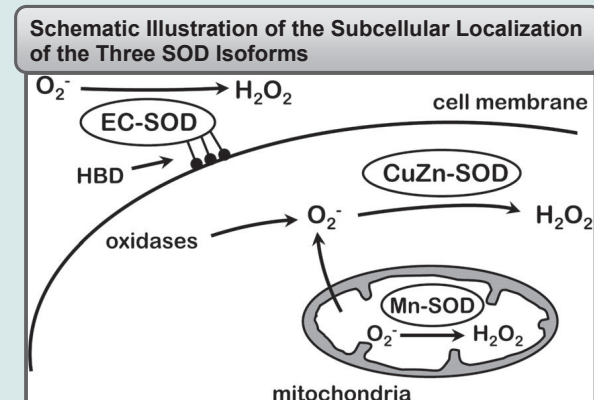 Schematic Illustration of the Subcellular Localization
of the Three SOD Isoforms
O₂⁻ H₂O₂
cell membrane
EC-SOD
HBD
CuZn-SOD
oxidases
O₂⁻ H₂O₂
Mn-SOD
O₂⁻ H₂O₂
mitochondria